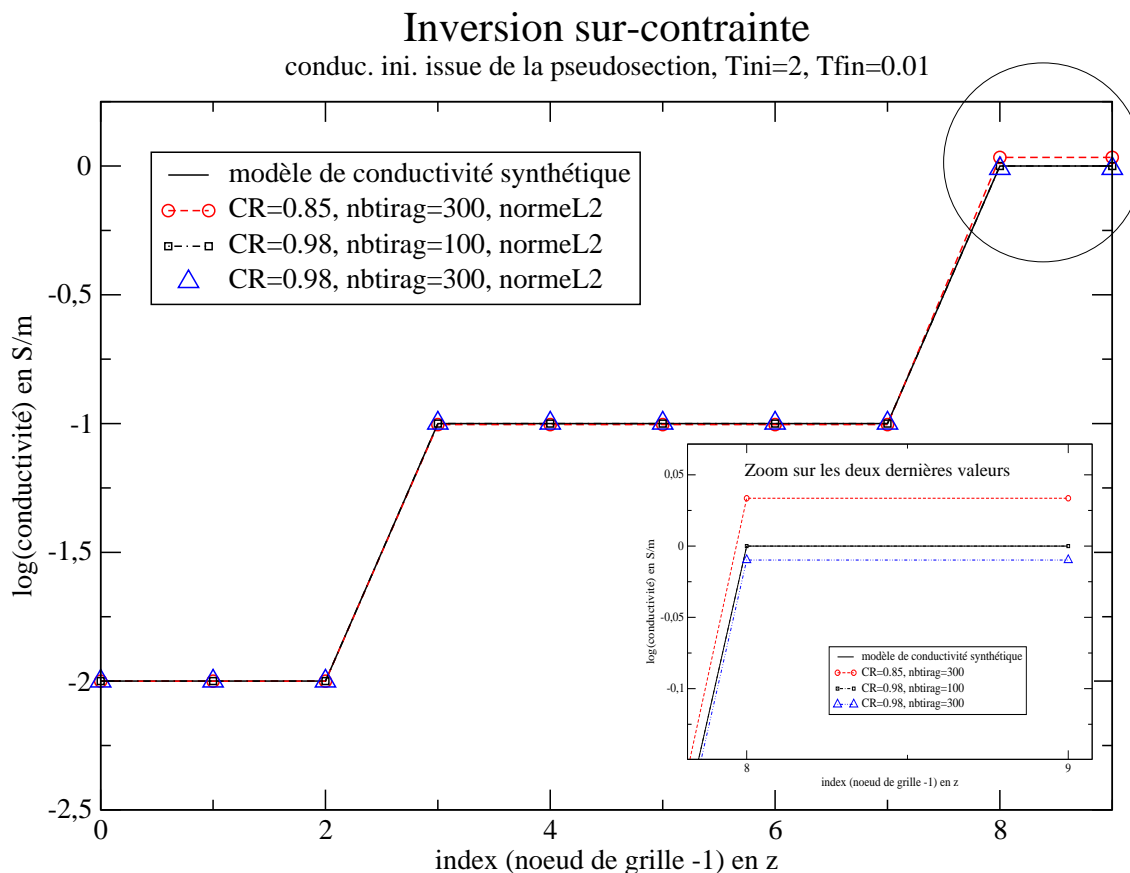 Inversion sur-contrainte
conduc. ini. issue de la pseudosection, Tini=2, Tfin=0.01
modèle de conductivité synthétique
CR=0.85, nbtirag=300, normeL2
CR=0.98, nbtirag=100, normeL2
CR=0.98, nbtirag=300, normeL2
log(conductivité) en S/m
0
-0,5
-1
-1,5
-2
-2,5
0
2
4
6
8
index (noeud de grille -1) en z
Zoom sur les deux dernières valeurs
log(conductivité) en S/m
0,05
0
-0,05
-0,1
modèle de conductivité synthétique
CR=0.85, nbtirag=300
CR=0.98, nbtirag=100
CR=0.98, nbtirag=300
8
9
index (noeud de grille -1) en z